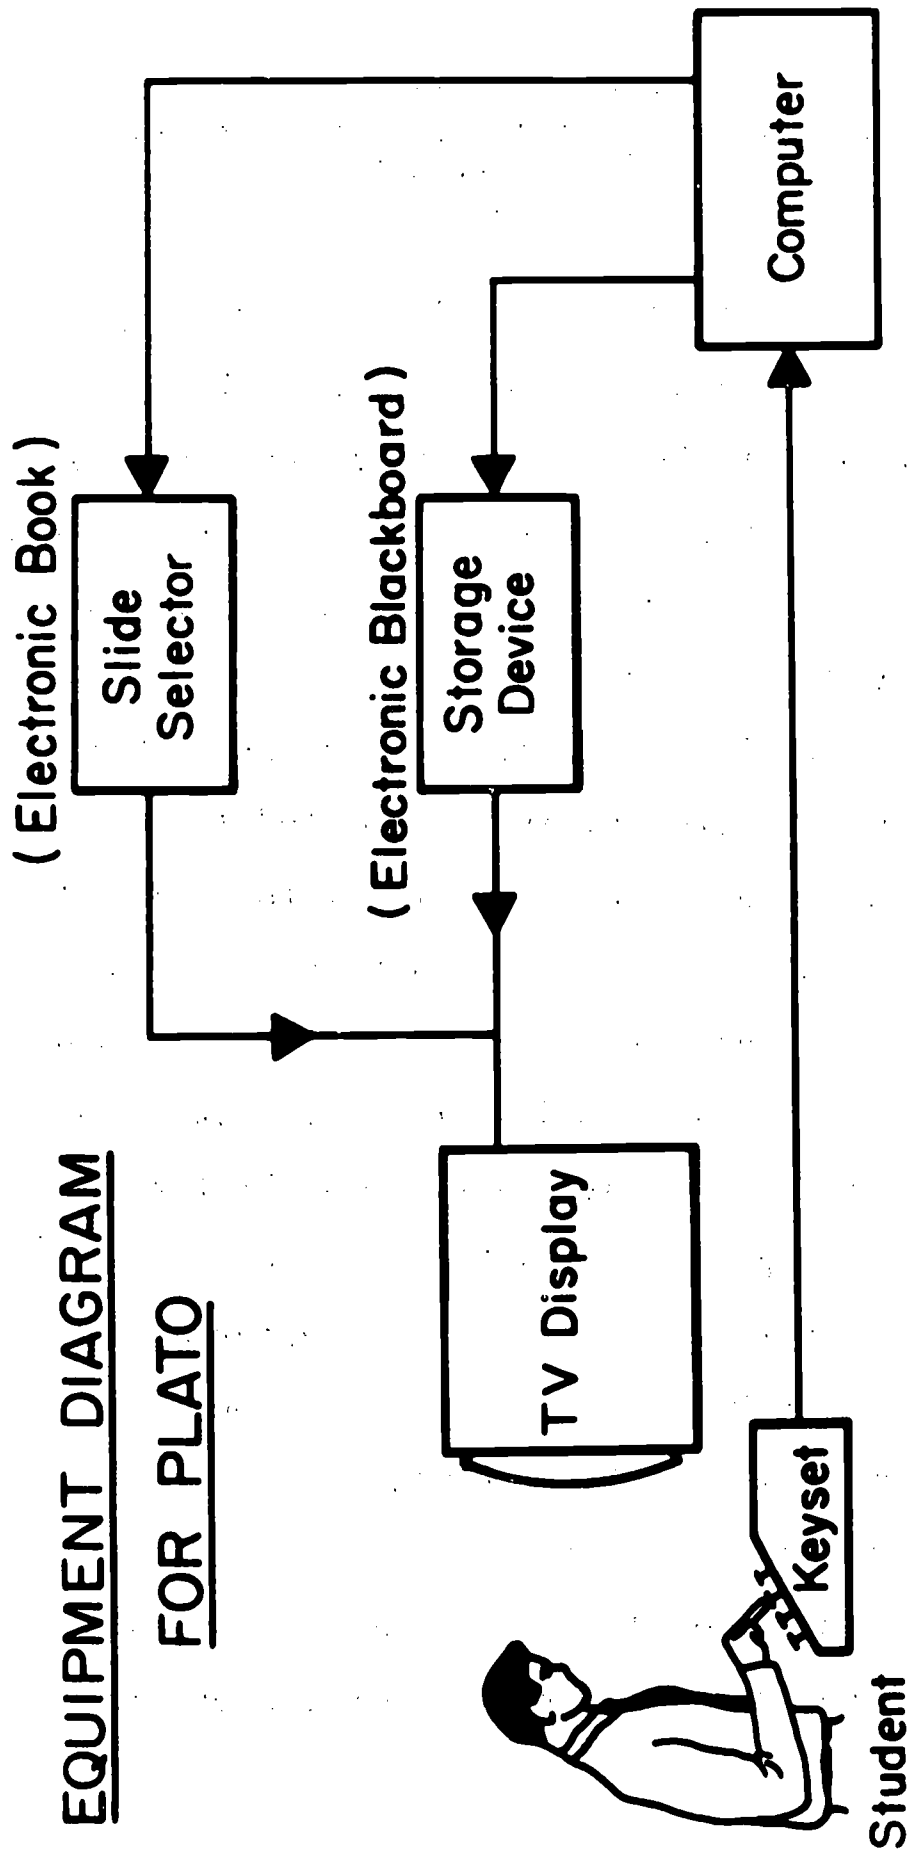 EQUIPMENT DIAGRAM
FOR PLATO
( Electronic Book )
Slide
Selector
( Electronic Blackboard )
Storage
Device
TV Display
Computer
Keyset
Student